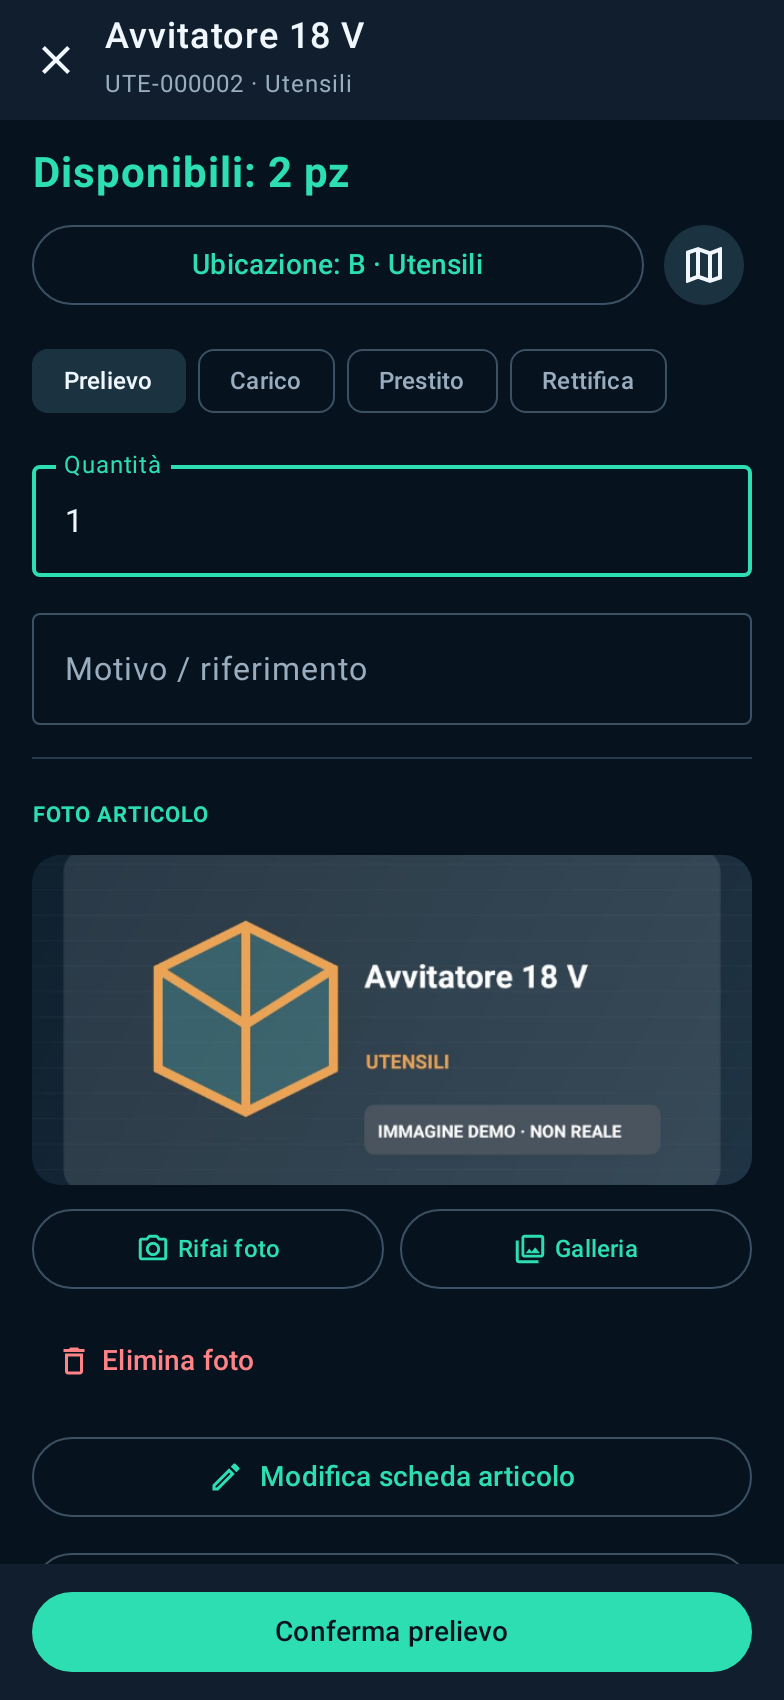 Avvitatore 18 V
UTE-000002 · Utensili
Disponibili: 2 pz
Ubicazione: B · Utensili
Prelievo
Carico
Prestito
Rettifica
Quantità
1
Motivo / riferimento
FOTO ARTICOLO
Avvitatore 18 V
UTENSILI
IMMAGINE DEMO · NON REALE
Rifai foto
Galleria
Elimina foto
Modifica scheda articolo
Conferma prelievo